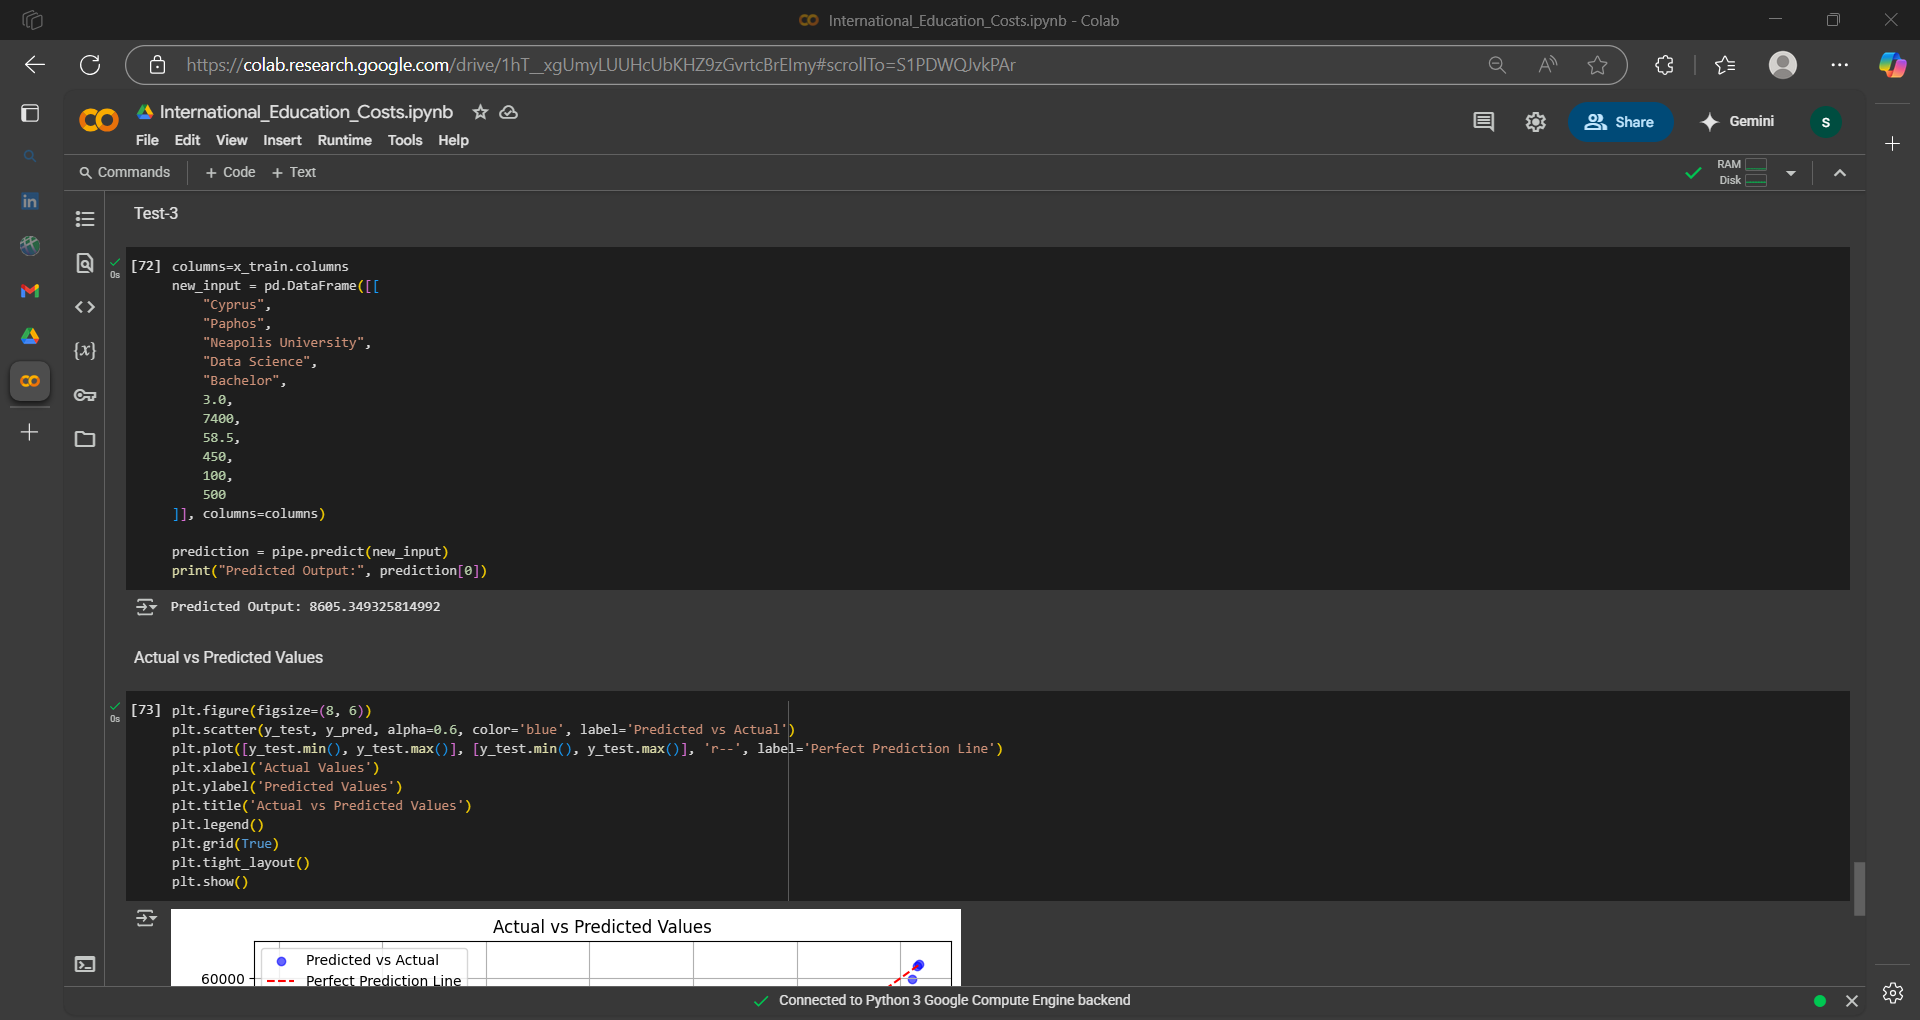 International_Education_Costs.ipynb - Colab
https://colab.research.google.com/drive/1hT__xgUmyLUUHcUbKHZ9zGvrtcBrEImy#scrollTo=S1PDWQJvkPAr
International_Education_Costs.ipynb
File Edit View Insert Runtime Tools Help
Share
Gemini
S
Commands + Code + Text
RAM
Disk
Test-3
[72] columns=x_train.columns
0s
new_input = pd.DataFrame([[
"Cyprus",
"Paphos",
"Neapolis University",
"Data Science",
"Bachelor",
3.0,
7400,
58.5,
450,
100,
500
]], columns=columns)
prediction = pipe.predict(new_input)
print("Predicted Output:", prediction[0])
Predicted Output: 8605.349325814992
Actual vs Predicted Values
[73] plt.figure(figsize=(8, 6))
0s
plt.scatter(y_test, y_pred, alpha=0.6, color='blue', label='Predicted vs Actual')
plt.plot([y_test.min(), y_test.max()], [y_test.min(), y_test.max()], 'r--', label='Perfect Prediction Line')
plt.xlabel('Actual Values')
plt.ylabel('Predicted Values')
plt.title('Actual vs Predicted Values')
plt.legend()
plt.grid(True)
plt.tight_layout()
plt.show()
Actual vs Predicted Values
Predicted vs Actual
60000
Perfect Prediction Line
Connected to Python 3 Google Compute Engine backend